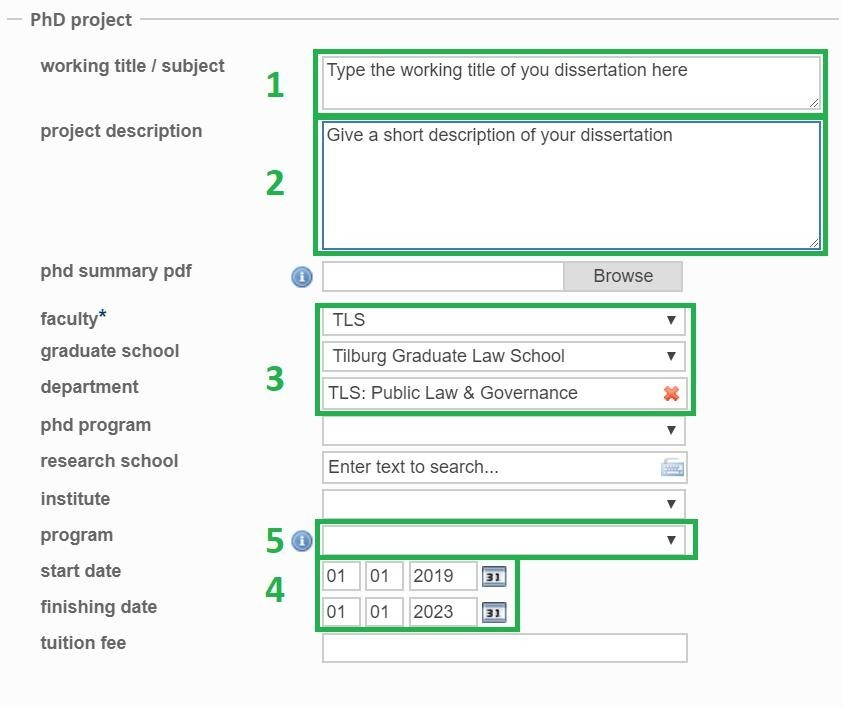 PhD project
working title / subject 1 Type the working title of you dissertation here
project description 2 Give a short description of your dissertation
phd summary pdf i Browse
faculty* TLS ▼
graduate school Tilburg Graduate Law School ▼
3
department TLS: Public Law & Governance
phd program ▼
research school Enter text to search...
institute ▼
program 5 i ▼
start date 01 01 2019 31
4
finishing date 01 01 2023 31
tuition fee